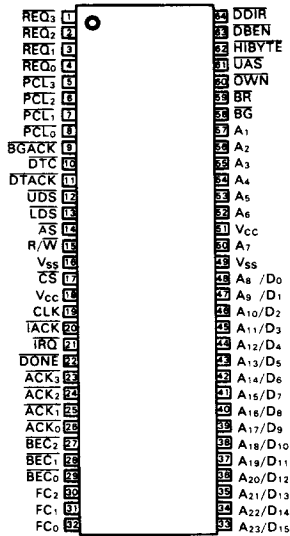 REQ₃ 1
REQ₂ 2
REQ₁ 3
REQ₀ 4
PCL₃ 5
PCL₂ 6
PCL₁ 7
PCL₀ 8
BGACK 9
DTC 10
DTACK 11
UDS 12
LDS 13
AS 14
R/W 15
Vss 16
CS 17
Vcc 18
CLK 19
IACK 20
IRQ 21
DONE 22
ACK₃ 23
ACK₂ 24
ACK₁ 25
ACK₀ 26
BEC₂ 27
BEC₁ 28
BEC₀ 29
FC₂ 30
FC₁ 31
FC₀ 32
64 DDIR
63 DBEN
62 HIBYTE
61 UAS
60 OWN
59 BR
58 BG
57 A₁
56 A₂
55 A₃
54 A₄
53 A₅
52 A₆
51 Vcc
50 A₇
49 Vss
48 A₈ /D₀
47 A₉ /D₁
46 A₁₀/D₂
45 A₁₁/D₃
44 A₁₂/D₄
43 A₁₃/D₅
42 A₁₄/D₆
41 A₁₅/D₇
40 A₁₆/D₈
39 A₁₇/D₉
38 A₁₈/D₁₀
37 A₁₉/D₁₁
36 A₂₀/D₁₂
35 A₂₁/D₁₃
34 A₂₂/D₁₄
33 A₂₃/D₁₅